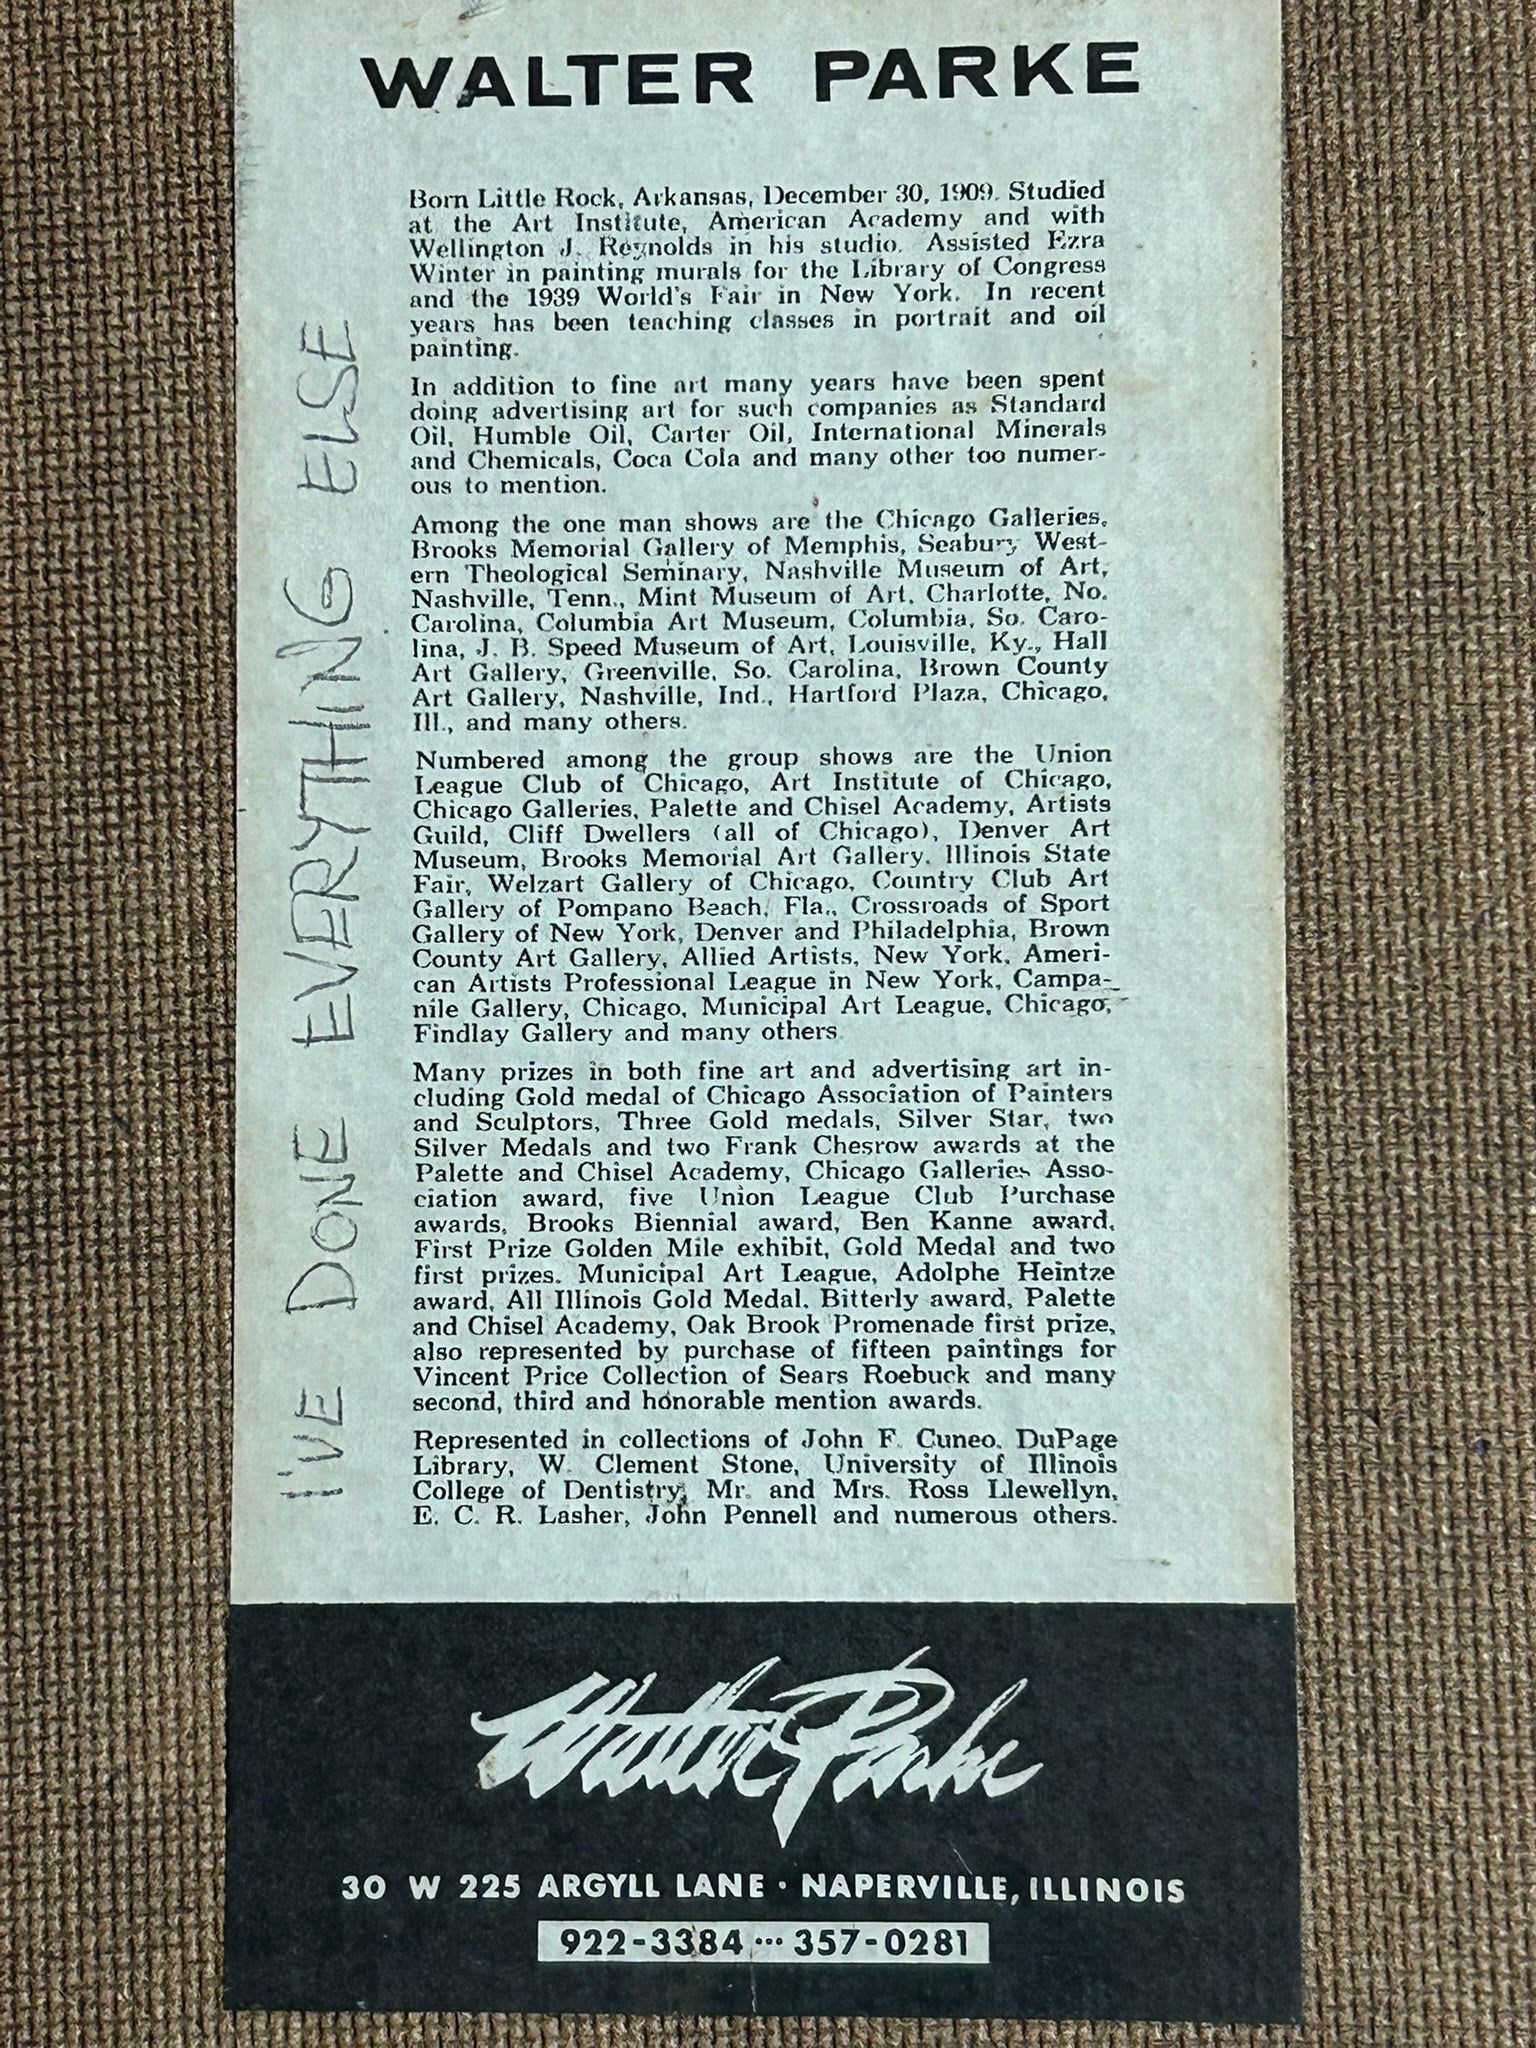 WALTER PARKE
Born Little Rock, Arkansas, December 30, 1909. Studied
at the Art Institute, American Academy and with
Wellington J. Reynolds in his studio. Assisted Ezra
Winter in painting murals for the Library of Congress
and the 1939 World's Fair in New York. In recent
years has been teaching classes in portrait and oil
painting.
In addition to fine art many years have been spent
doing advertising art for such companies as Standard
Oil, Humble Oil, Carter Oil, International Minerals
and Chemicals, Coca Cola and many other too numer-
ous to mention.
Among the one man shows are the Chicago Galleries,
Brooks Memorial Gallery of Memphis, Seabury West-
ern Theological Seminary, Nashville Museum of Art,
Nashville, Tenn., Mint Museum of Art, Charlotte, No.
Carolina, Columbia Art Museum, Columbia, So. Caro-
lina, J. B. Speed Museum of Art, Louisville, Ky., Hall
Art Gallery, Greenville, So. Carolina, Brown County
Art Gallery, Nashville, Ind., Hartford Plaza, Chicago,
Ill., and many others.
Numbered among the group shows are the Union
League Club of Chicago, Art Institute of Chicago,
Chicago Galleries, Palette and Chisel Academy, Artists
Guild, Cliff Dwellers (all of Chicago), Denver Art
Museum, Brooks Memorial Art Gallery, Illinois State
Fair, Welzart Gallery of Chicago, Country Club Art
Gallery of Pompano Beach, Fla., Crossroads of Sport
Gallery of New York, Denver and Philadelphia, Brown
County Art Gallery, Allied Artists, New York, Ameri-
can Artists Professional League in New York, Campa-
nile Gallery, Chicago, Municipal Art League, Chicago,
Findlay Gallery and many others.
Many prizes in both fine art and advertising art in-
cluding Gold medal of Chicago Association of Painters
and Sculptors, Three Gold medals, Silver Star, two
Silver Medals and two Frank Chesrow awards at the
Palette and Chisel Academy, Chicago Galleries Asso-
ciation award, five Union League Club Purchase
awards, Brooks Biennial award, Ben Kanne award,
First Prize Golden Mile exhibit, Gold Medal and two
first prizes. Municipal Art League, Adolphe Heintze
award, All Illinois Gold Medal, Bitterly award, Palette
and Chisel Academy, Oak Brook Promenade first prize,
also represented by purchase of fifteen paintings for
Vincent Price Collection of Sears Roebuck and many
second, third and honorable mention awards.
Represented in collections of John F. Cuneo, DuPage
Library, W. Clement Stone, University of Illinois
College of Dentistry, Mr. and Mrs. Ross Llewellyn,
E. C. R. Lasher, John Pennell and numerous others.
I'VE DONE EVERYTHING ELSE
Walter Parke
30 W 225 ARGYLL LANE • NAPERVILLE, ILLINOIS
922-3384 ··· 357-0281